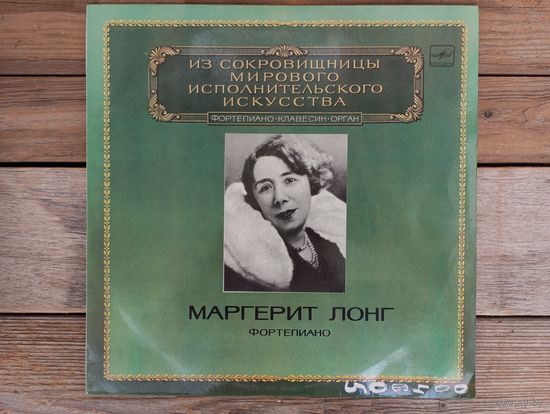 ИЗ СОКРОВИЩНИЦЫ
МИРОВОГО
ИСПОЛНИТЕЛЬСКОГО
ИСКУССТВА
ФОРТЕПИАНО·КЛАВЕСИН·ОРГАН
МАРГЕРИТ ЛОНГ
ФОРТЕПИАНО